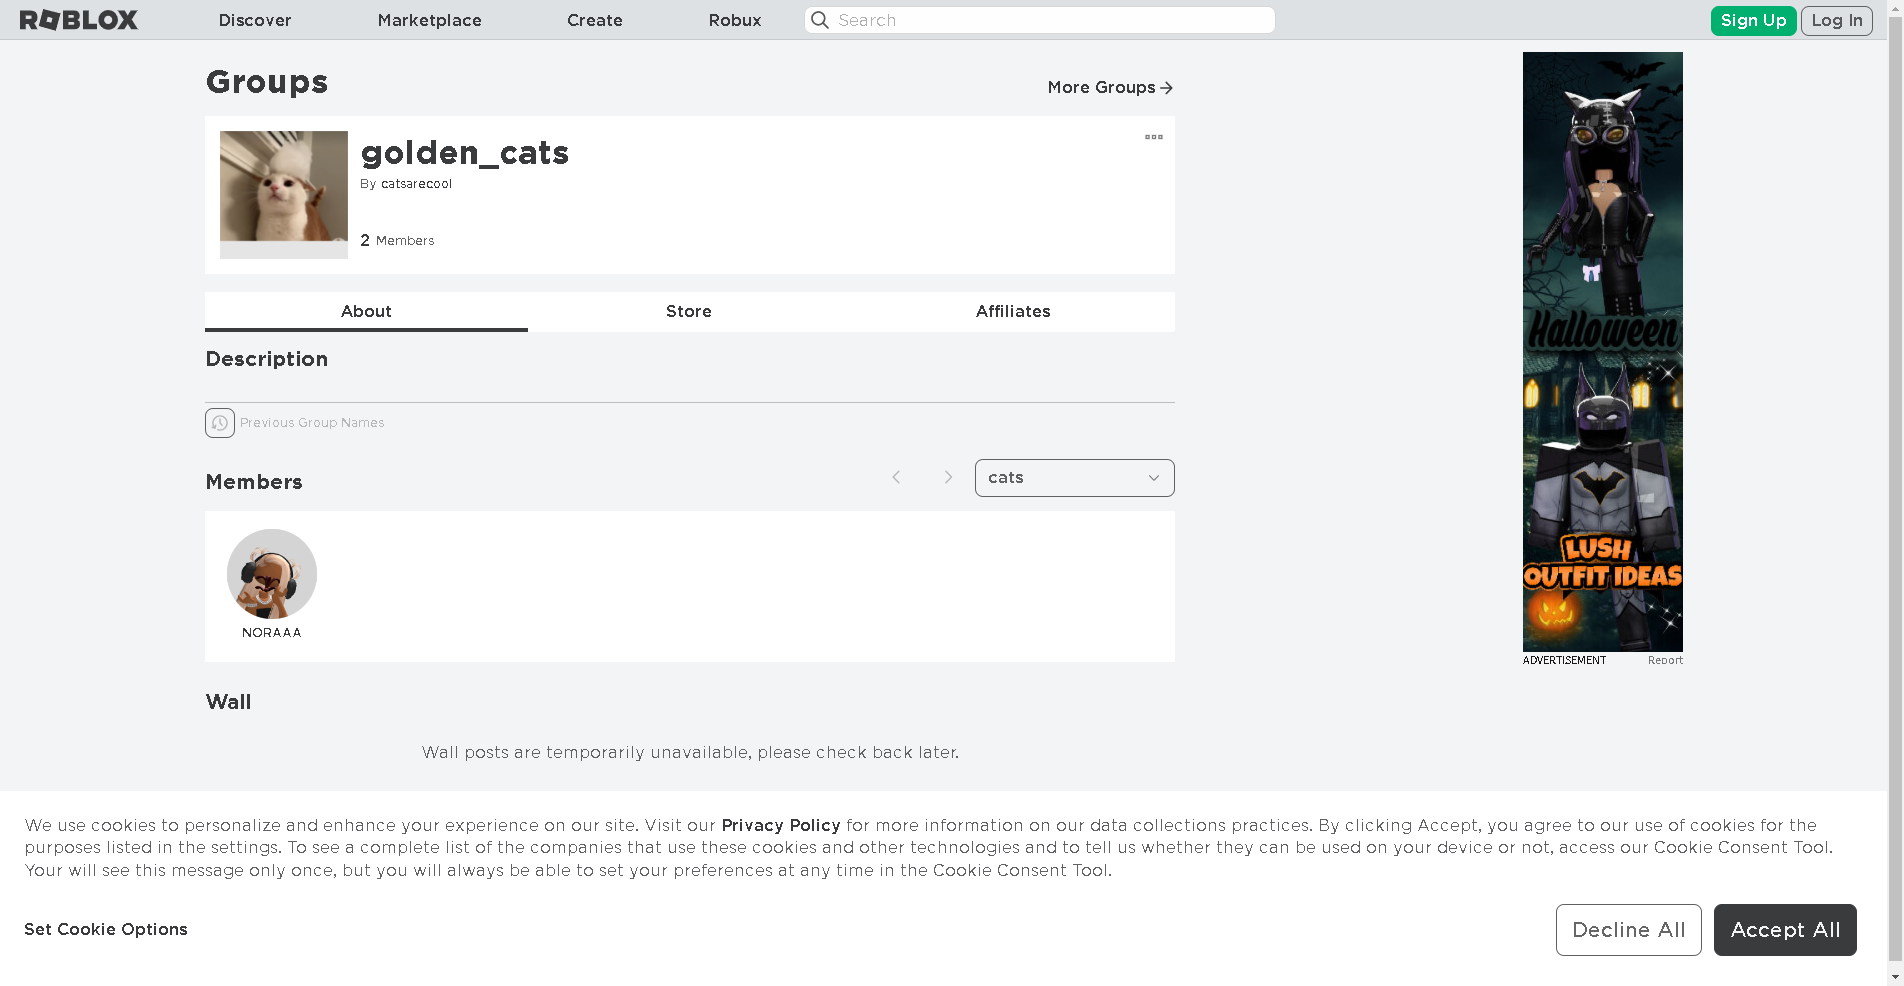 ROBLOX
Discover
Marketplace
Create
Robux
Search
Sign Up
Log In
Groups
More Groups
golden_cats
By catsarecool
2 Members
About
Store
Affiliates
Description
Previous Group Names
Members
cats
NORAAA
Halloween
LUSH
OUTFIT IDEAS
ADVERTISEMENT
Report
Wall
Wall posts are temporarily unavailable, please check back later.
We use cookies to personalize and enhance your experience on our site. Visit our Privacy Policy for more information on our data collections practices. By clicking Accept, you agree to our use of cookies for the
purposes listed in the settings. To see a complete list of the companies that use these cookies and other technologies and to tell us whether they can be used on your device or not, access our Cookie Consent Tool.
Your will see this message only once, but you will always be able to set your preferences at any time in the Cookie Consent Tool.
Set Cookie Options
Decline All
Accept All